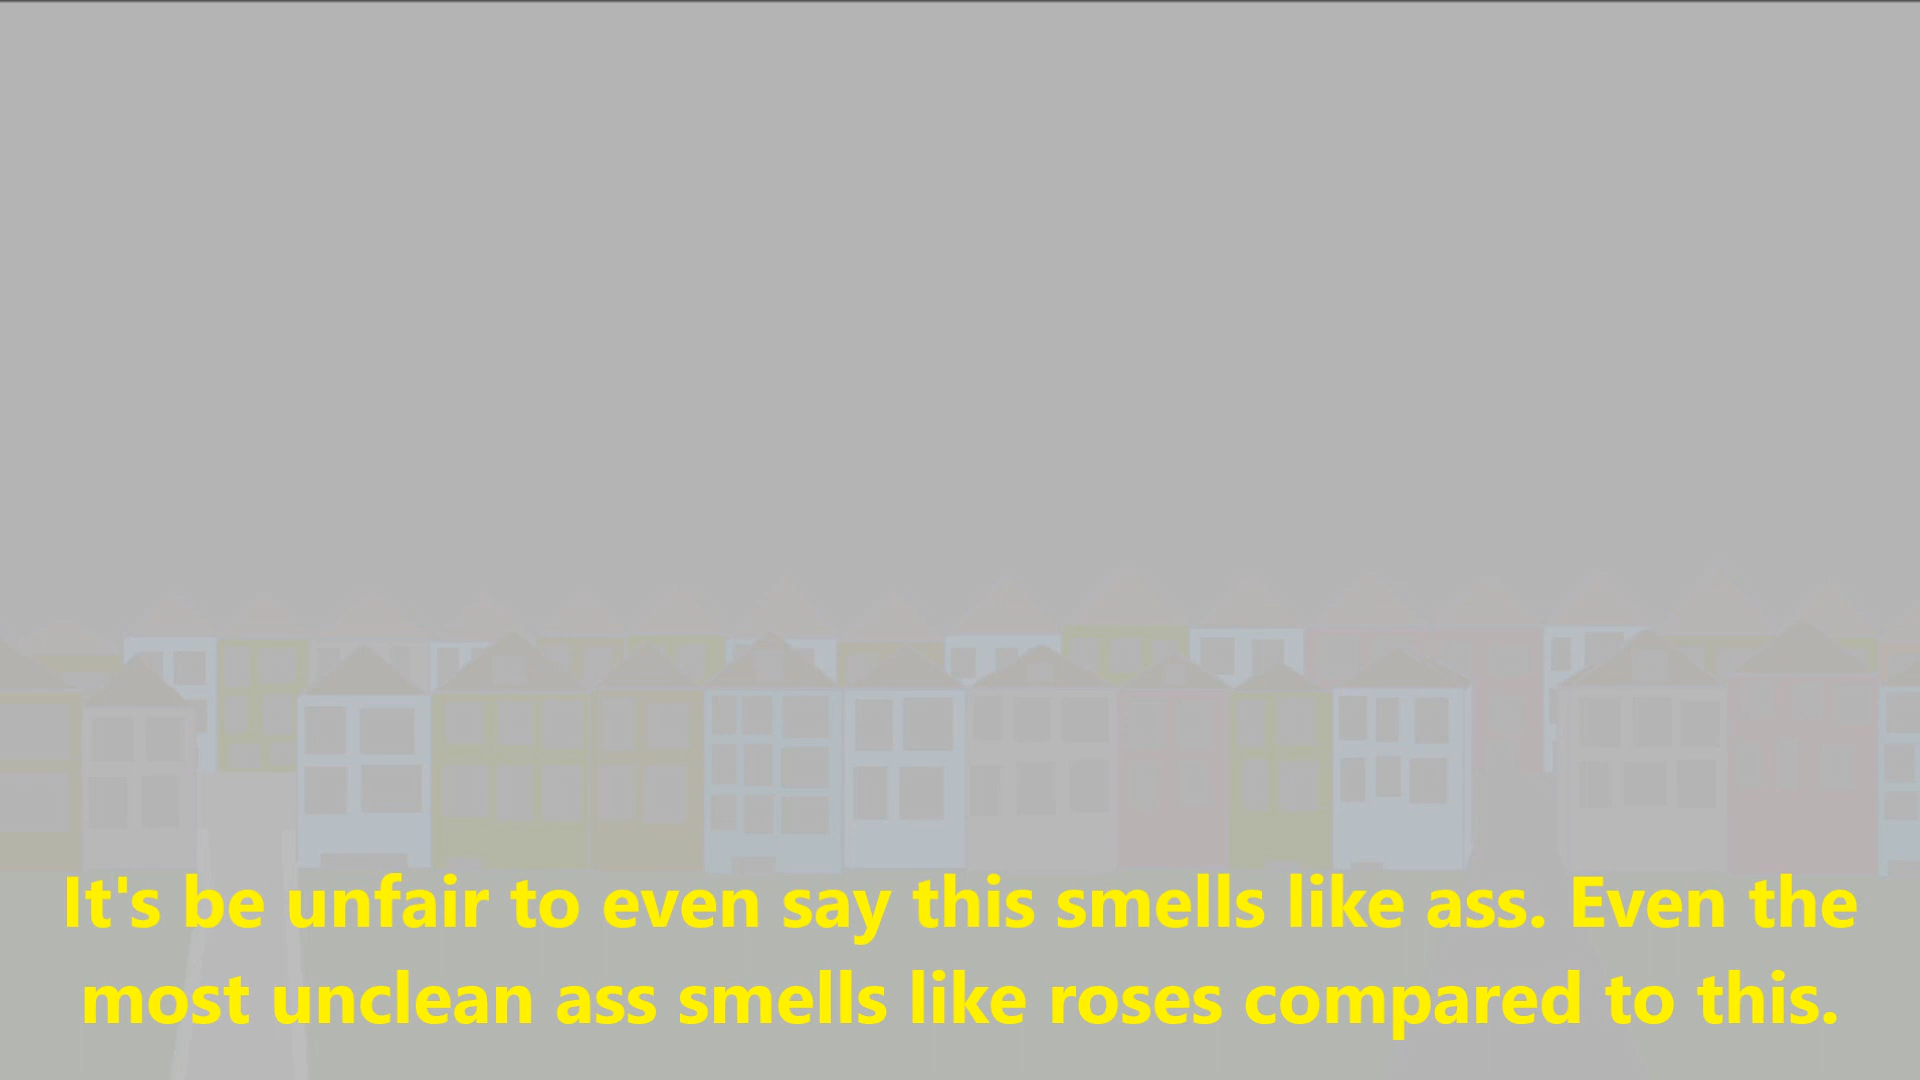 It's be unfair to even say this smells like ass. Even the
most unclean ass smells like roses compared to this.